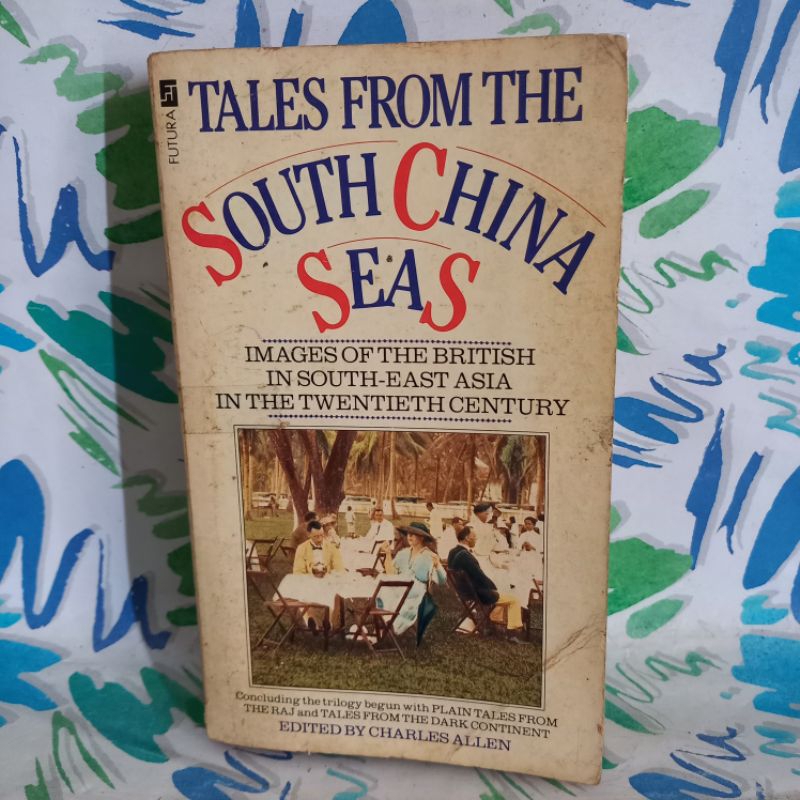 FUTURA
TALES FROM THE
SOUTH CHINA
SEAS
IMAGES OF THE BRITISH
IN SOUTH-EAST ASIA
IN THE TWENTIETH CENTURY
Concluding the trilogy begun with PLAIN TALES FROM
THE RAJ and TALES FROM THE DARK CONTINENT
EDITED BY CHARLES ALLEN